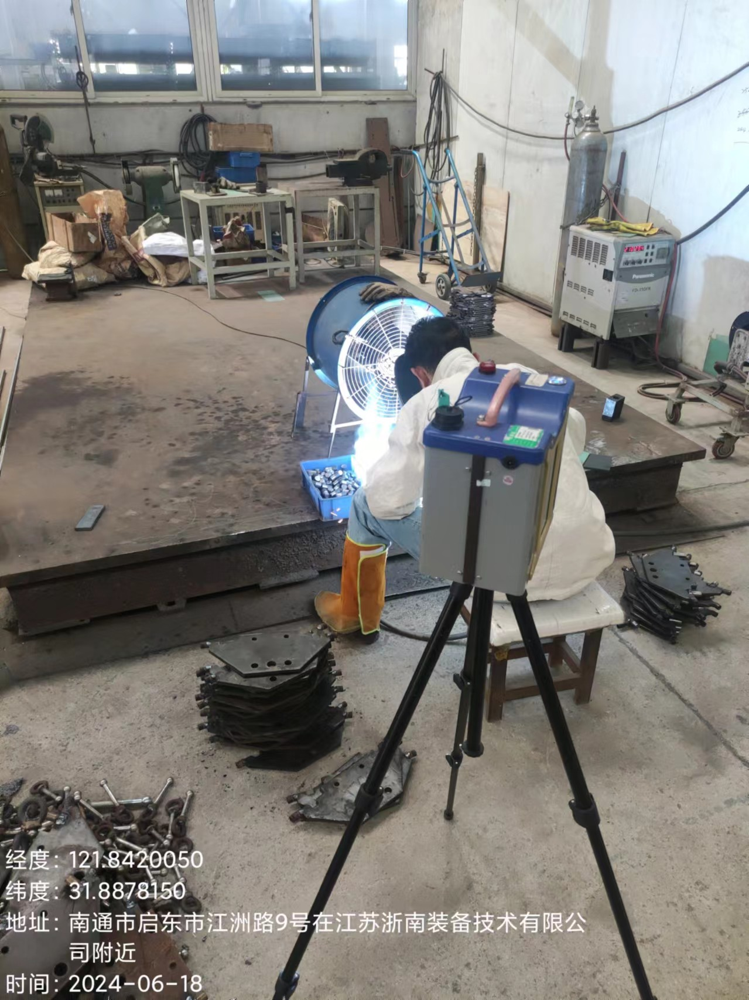 Panasonic
经度：121.8420050
纬度：31.8878150
地址：南通市启东市江洲路9号在江苏浙南装备技术有限公
司附近
时间：2024-06-18